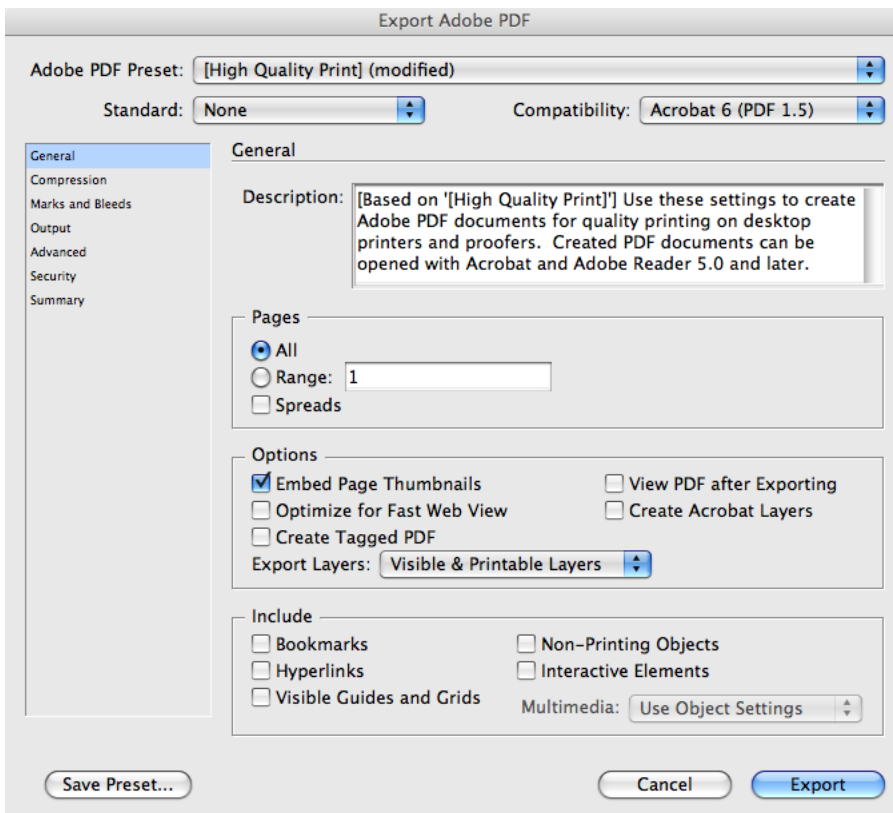 Export Adobe PDF
Adobe PDF Preset: [High Quality Print] (modified)
Standard: None Compatibility: Acrobat 6 (PDF 1.5)
General
Compression
Marks and Bleeds
Output
Advanced
Security
Summary
General
Description: [Based on '[High Quality Print]'] Use these settings to create
Adobe PDF documents for quality printing on desktop
printers and proofers.  Created PDF documents can be
opened with Acrobat and Adobe Reader 5.0 and later.
Pages
All
Range: 1
Spreads
Options
Embed Page Thumbnails View PDF after Exporting
Optimize for Fast Web View Create Acrobat Layers
Create Tagged PDF
Export Layers: Visible & Printable Layers
Include
Bookmarks Non-Printing Objects
Hyperlinks Interactive Elements
Visible Guides and Grids
Multimedia: Use Object Settings
Save Preset... Cancel Export